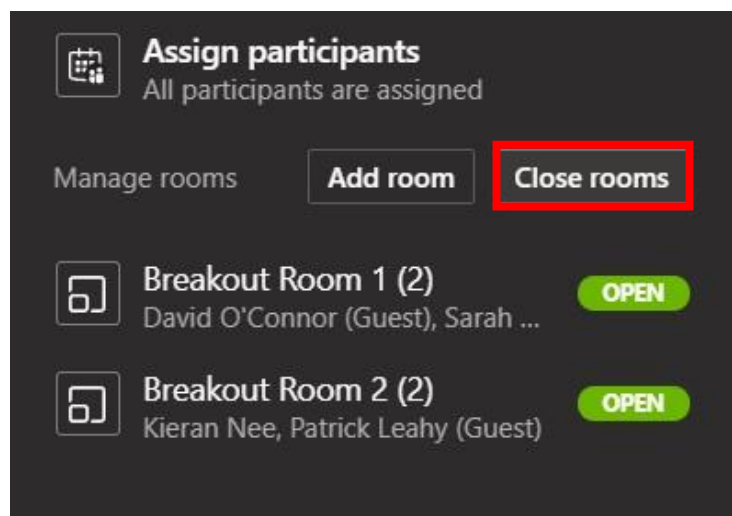 Assign participants
All participants are assigned
Manage rooms Add room Close rooms
Breakout Room 1 (2)
David O'Connor (Guest), Sarah ...
OPEN
Breakout Room 2 (2)
Kieran Nee, Patrick Leahy (Guest)
OPEN